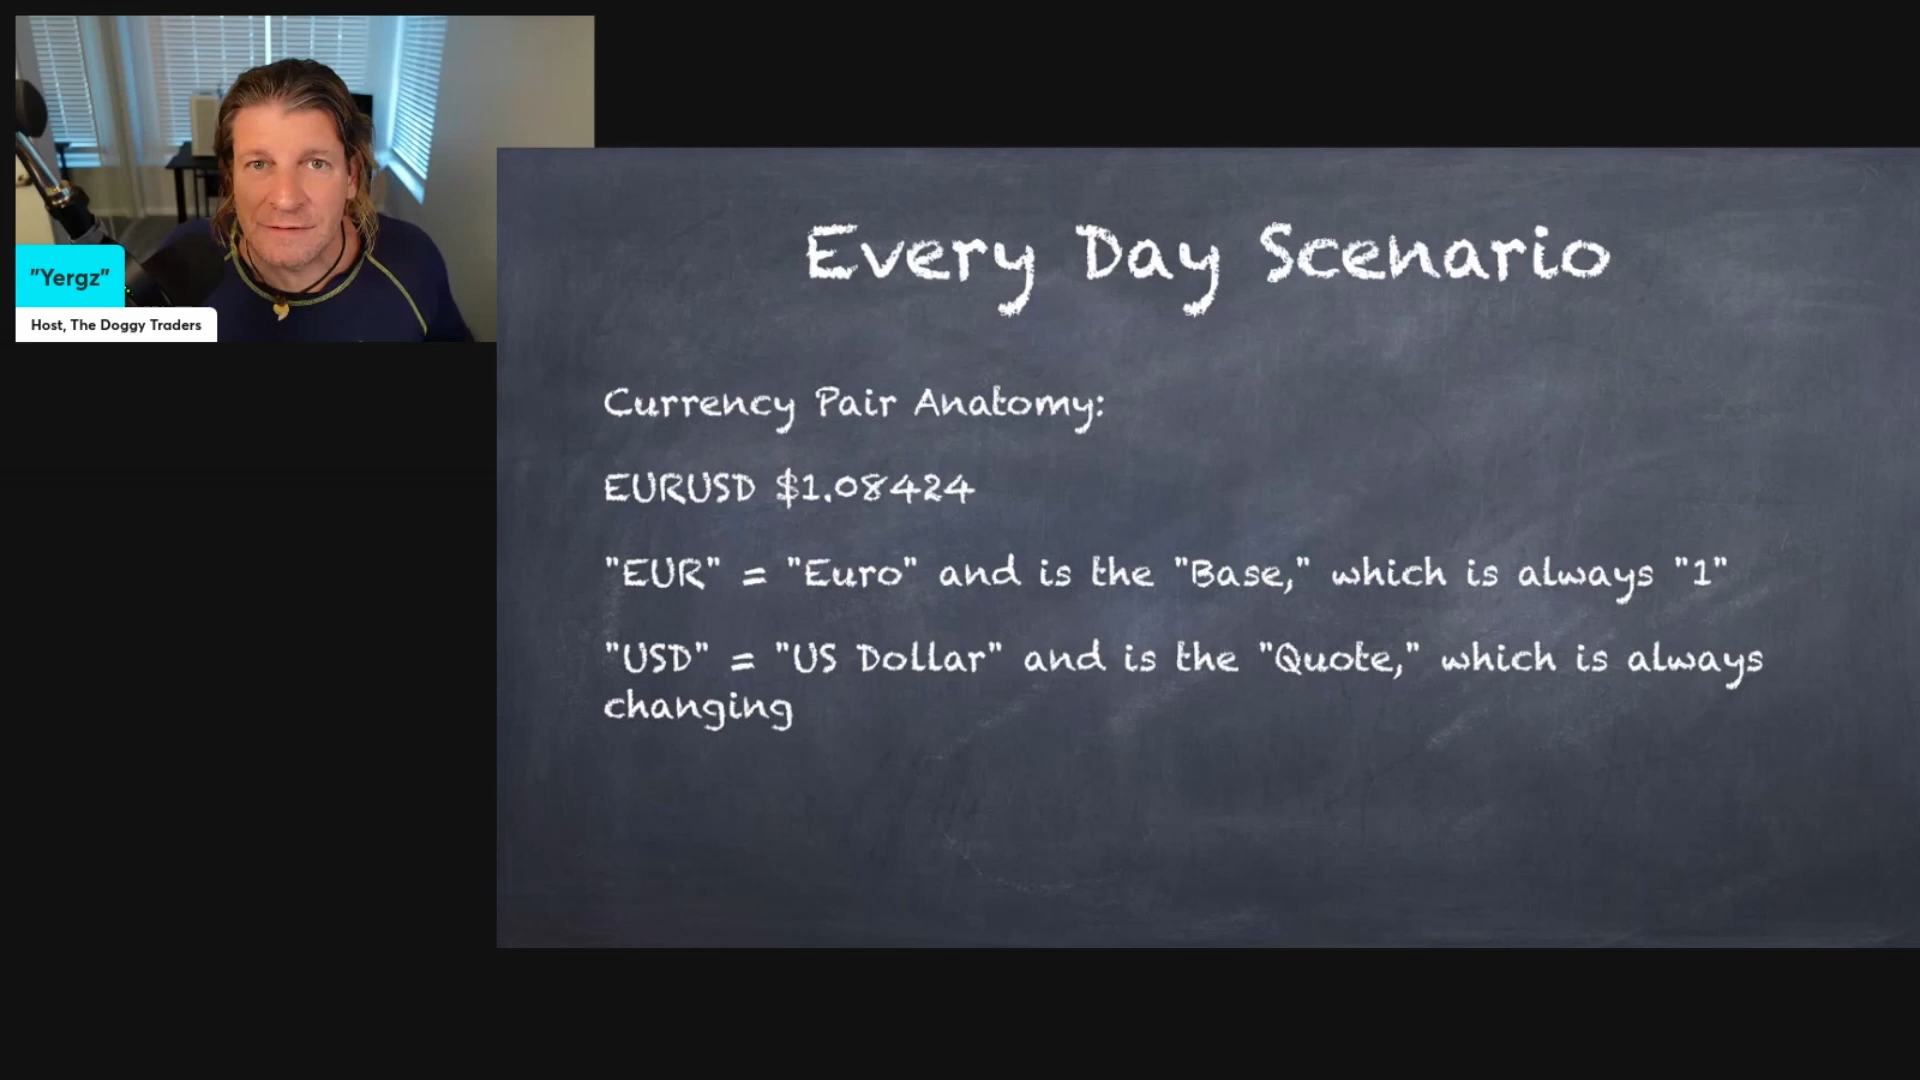 "Yergz"
Host, The Doggy Traders
Every Day Scenario
Currency Pair Anatomy:
EURUSD $1.08424
"EUR" = "Euro" and is the "Base," which is always "1"
"USD" = "US Dollar" and is the "Quote," which is always
changing